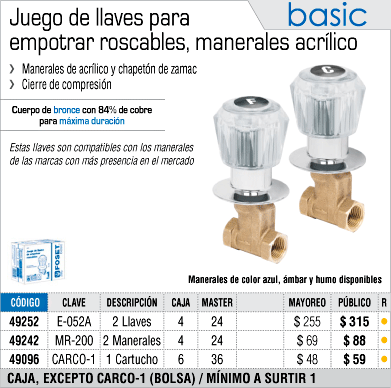 basic
Juego de llaves para
empotrar roscables, manerales acrílico
Manerales de acrílico y chapetón de zamac
Cierre de compresión
Cuerpo de bronce con 84% de cobre
para máxima duración
Estas llaves son compatibles con los manerales
de las marcas con más presencia en el mercado
F
C
FOSET
Manerales de color azul, ámbar y humo disponibles
CÓDIGO CLAVE DESCRIPCIÓN CAJA MASTER MAYOREO PÚBLICO R
49252 E-052A 2 Llaves 4 24 $ 255 $ 315
49242 MR-200 2 Manerales 4 24 $ 69 $ 88
49096 CARCO-1 1 Cartucho 6 36 $ 48 $ 59
CAJA, EXCEPTO CARCO-1 (BOLSA) / MÍNIMO A SURTIR 1